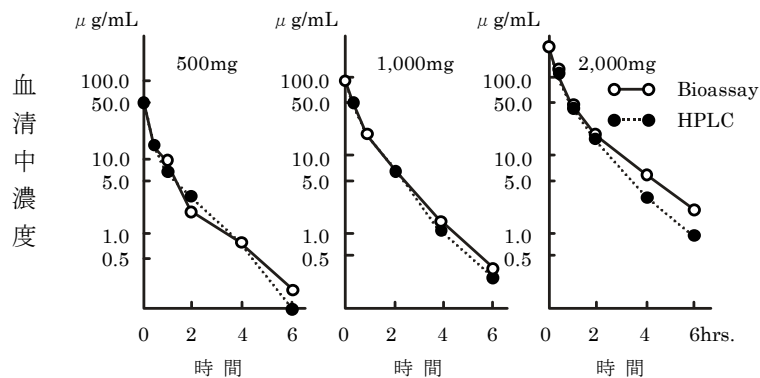 μ g/mL μ g/mL μ g/mL
500mg 1,000mg 2,000mg
100.0 100.0 100.0
50.0 50.0 50.0
10.0 10.0 10.0
5.0 5.0 5.0
1.0 1.0 1.0
0.5 0.5 0.5
Bioassay
HPLC
血清中濃度
0 2 4 6 0 2 4 6 0 2 4 6hrs.
時 間 時 間 時 間